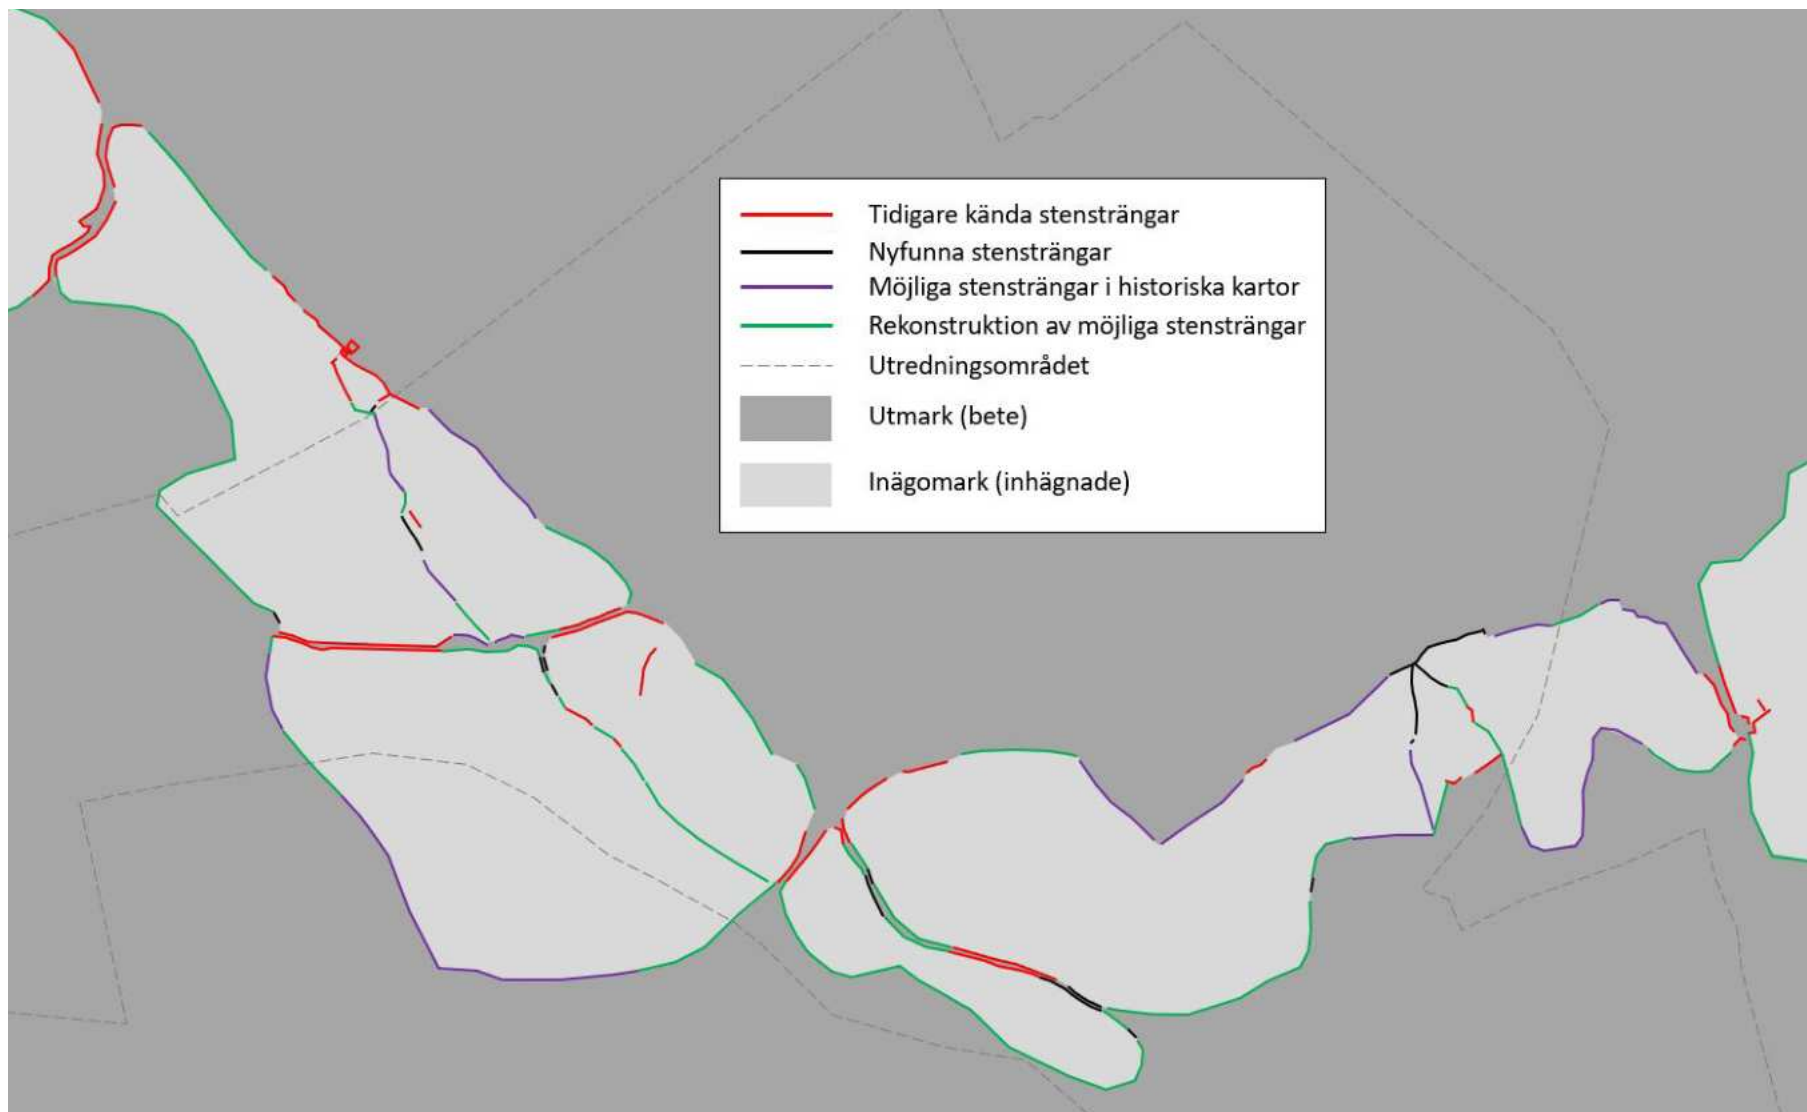 Tidigare kända stensträngar
Nyfunna stensträngar
Möjliga stensträngar i historiska kartor
Rekonstruktion av möjliga stensträngar
Utredningsområdet
Utmark (bete)
Inägomark (inhägnade)